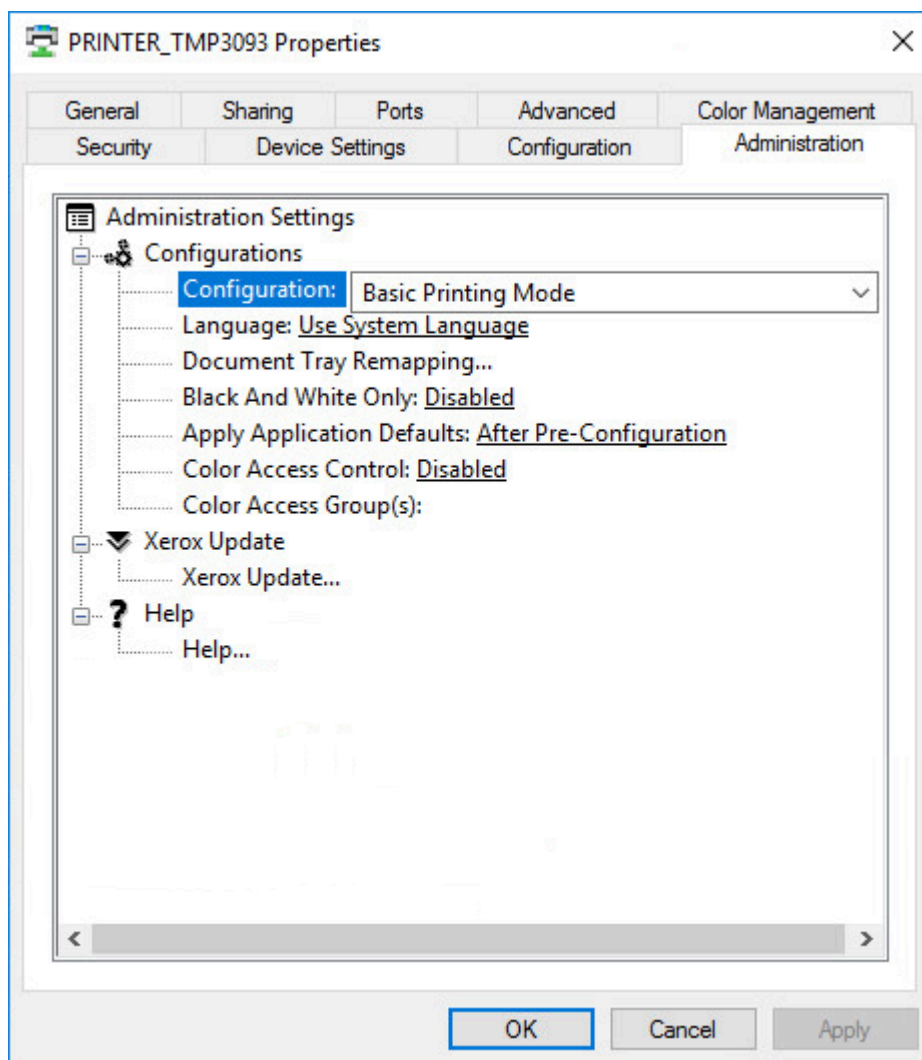 PRINTER_TMP3093 Properties
General Sharing Ports Advanced Color Management
Security Device Settings Configuration Administration
Administration Settings
Configurations
Configuration: Basic Printing Mode
Language: Use System Language
Document Tray Remapping...
Black And White Only: Disabled
Apply Application Defaults: After Pre-Configuration
Color Access Control: Disabled
Color Access Group(s):
Xerox Update
Xerox Update...
? Help
Help...
OK Cancel Apply